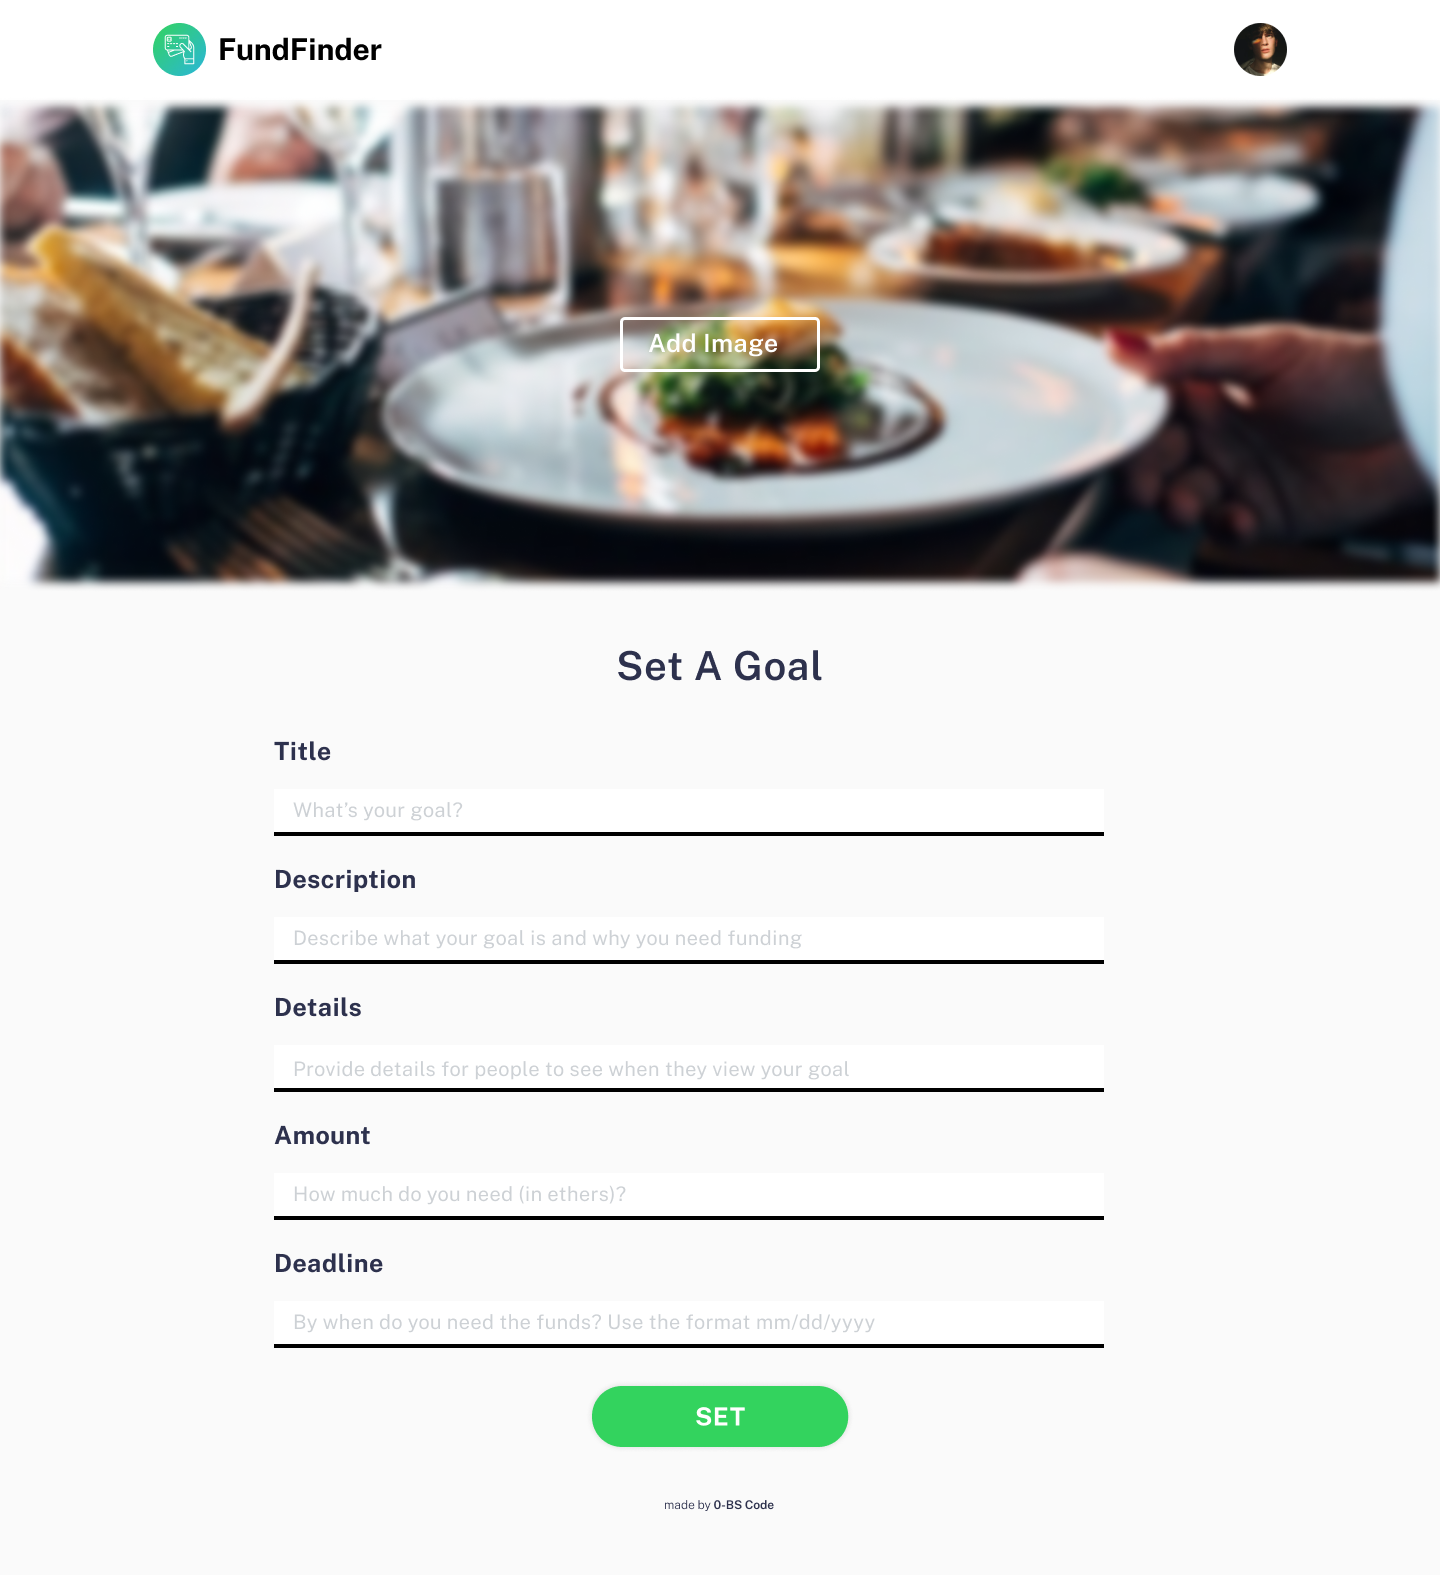 FundFinder
Add Image
Set A Goal
Title
What's your goal?
Description
Describe what your goal is and why you need funding
Details
Provide details for people to see when they view your goal
Amount
How much do you need (in ethers)?
Deadline
By when do you need the funds? Use the format mm/dd/yyyy
SET
made by 0-BS Code